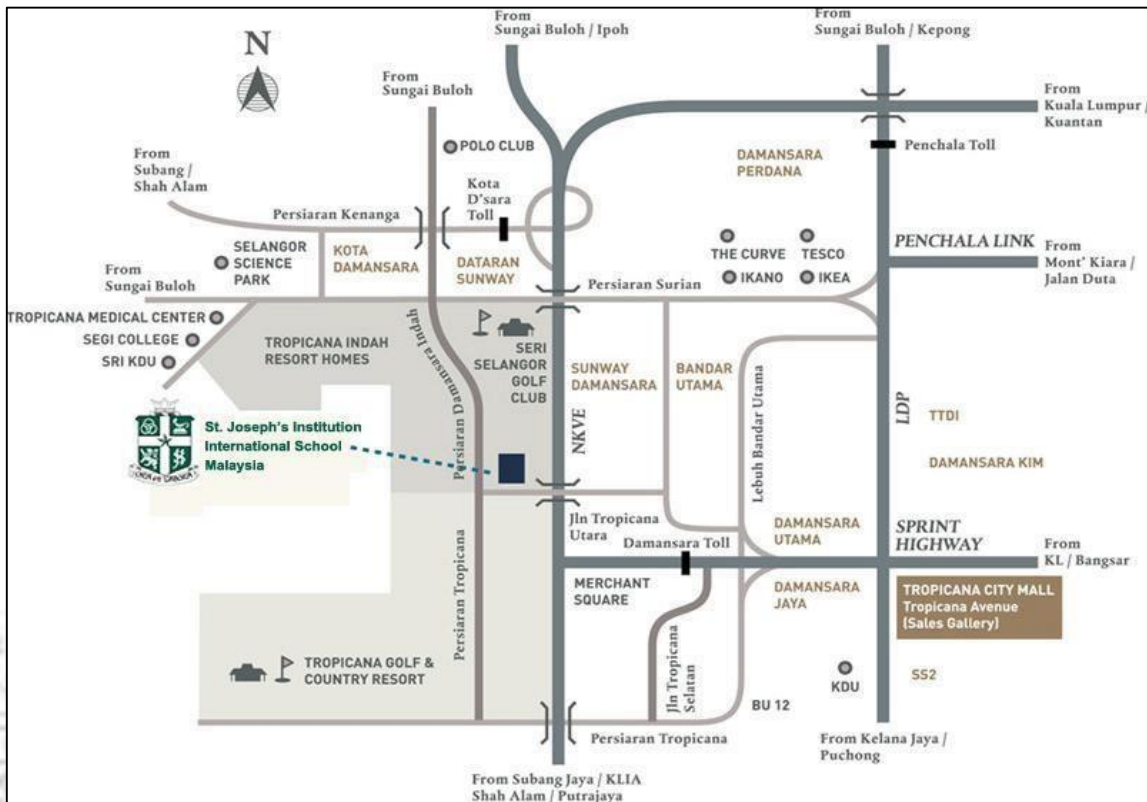 From
Sungai Buloh / Ipoh
From
Sungai Buloh / Kepong
N
From
Sungai Buloh
From
Kuala Lumpur /
Kuantan
POLO CLUB
DAMANSARA
PERDANA
Penchala Toll
From
Subang /
Shah Alam
Kota
D'sara
Toll
Persiaran Kenanga
SELANGOR
SCIENCE
PARK
KOTA
DAMANSARA
DATARAN
SUNWAY
THE CURVE
TESCO
IKANO
IKEA
PENCHALA LINK
From
Mont' Kiara /
Jalan Duta
From
Sungai Buloh
Persiaran Surian
TROPICANA MEDICAL CENTER
SEGI COLLEGE
SRI KDU
TROPICANA INDAH
RESORT HOMES
Persiaran Damansara Indah
SERI
SELANGOR
GOLF
CLUB
SUNWAY
DAMANSARA
BANDAR
UTAMA
Lebuh Bandar Utama
NKVE
LDP
TTDI
DAMANSARA KIM
St. Joseph's Institution
International School
Malaysia
Jln Tropicana
Utara
Damansara Toll
DAMANSARA
UTAMA
SPRINT
HIGHWAY
From
KL / Bangsar
MERCHANT
SQUARE
DAMANSARA
JAYA
TROPICANA CITY MALL
Tropicana Avenue
(Sales Gallery)
Persiaran Tropicana
Jln Tropicana
Selatan
TROPICANA GOLF &
COUNTRY RESORT
KDU
SS2
BU 12
Persiaran Tropicana
From Kelana Jaya /
Puchong
From Subang Jaya / KLIA
Shah Alam / Putrajaya